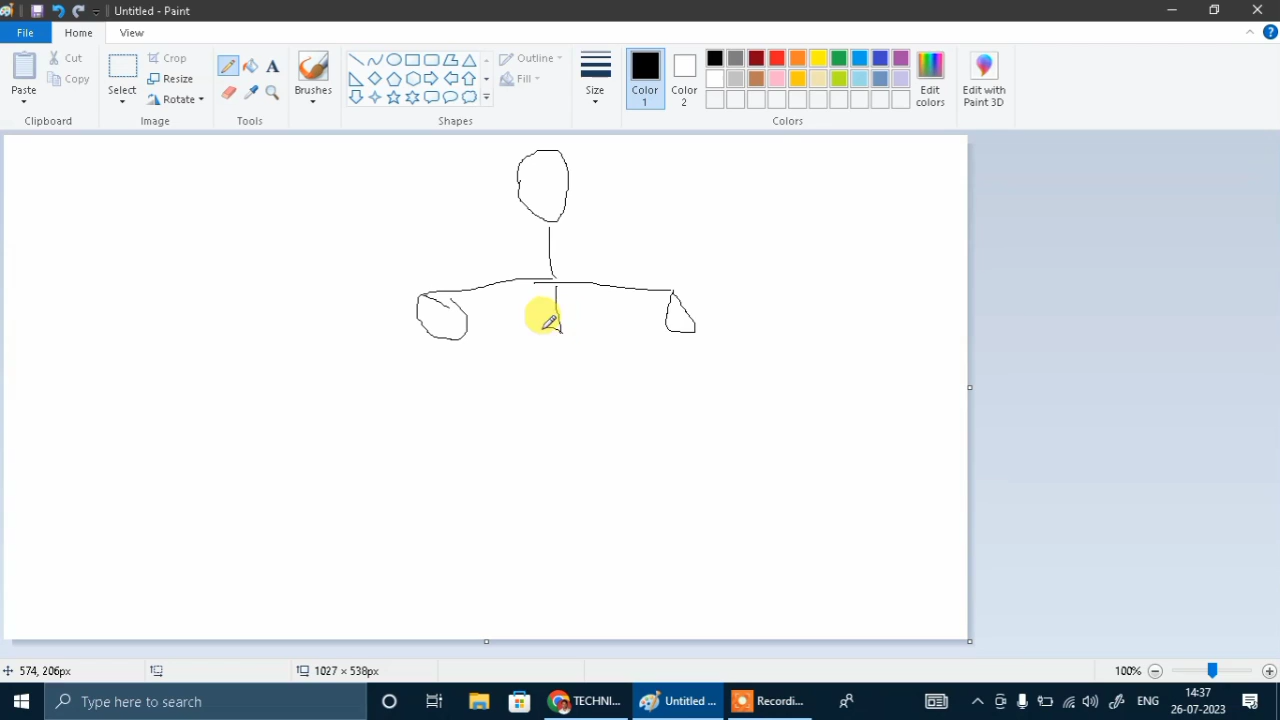 Untitled - Paint
File
Home
View
Paste
Cut
Copy
Clipboard
Select
Crop
Resize
Rotate
Image
A
Tools
Brushes
Outline
Fill
Shapes
Size
Color 1
Color 2
Edit colors
Colors
Edit with Paint 3D
574, 206px
1027 × 538px
100%
Type here to search
TECHNI...
Untitled ...
Recordi...
ENG
14:37
26-07-2023